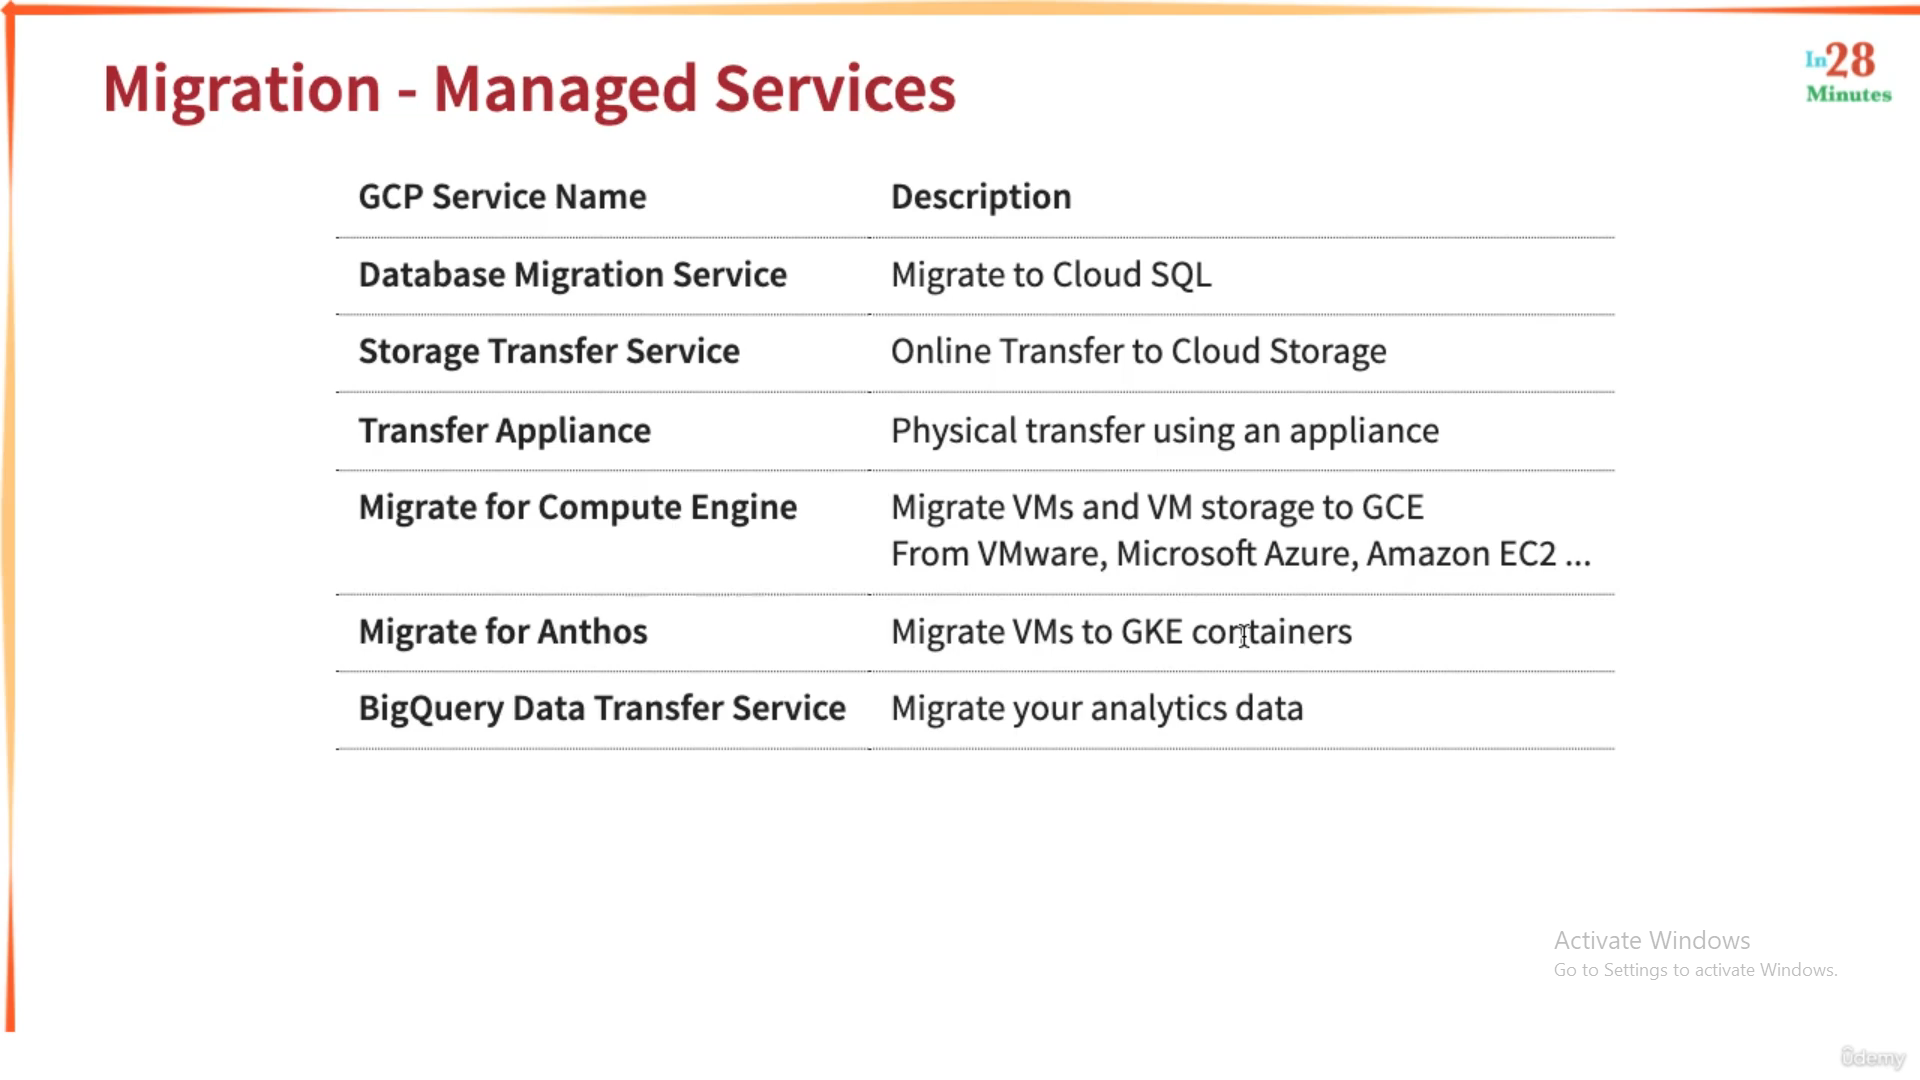 Migration - Managed Services
In28
Minutes
GCP Service Name Description
Database Migration Service Migrate to Cloud SQL
Storage Transfer Service Online Transfer to Cloud Storage
Transfer Appliance Physical transfer using an appliance
Migrate for Compute Engine Migrate VMs and VM storage to GCE
From VMware, Microsoft Azure, Amazon EC2 ...
Migrate for Anthos Migrate VMs to GKE containers
BigQuery Data Transfer Service Migrate your analytics data
Activate Windows
Go to Settings to activate Windows.
ûdemy